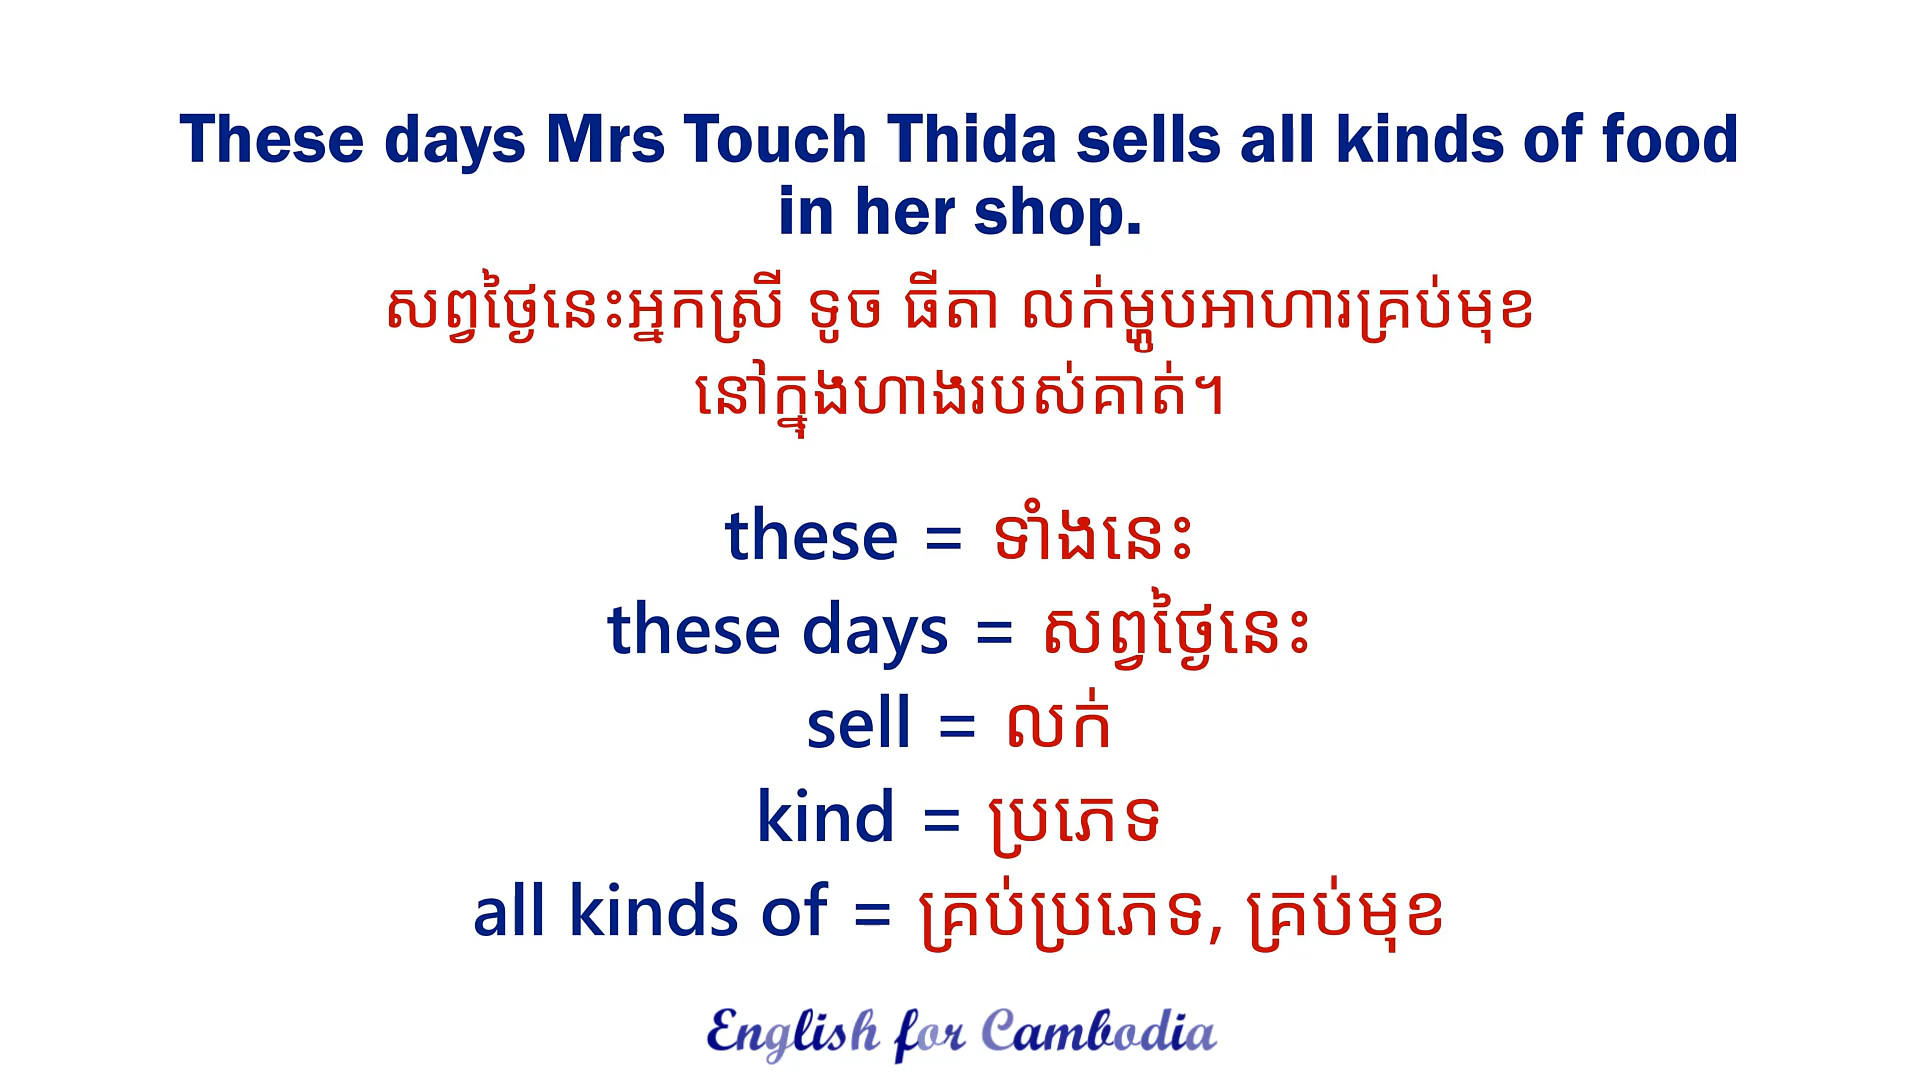 These days Mrs Touch Thida sells all kinds of food
in her shop.
សព្វថ្ងៃនេះអ្នកស្រី ទូច ធីតា លក់ម្ហូបអាហារគ្រប់មុខ
នៅក្នុងហាងរបស់គាត់។
these = ទាំងនេះ
these days = សព្វថ្ងៃនេះ
sell = លក់
kind = ប្រភេទ
all kinds of = គ្រប់ប្រភេទ, គ្រប់មុខ
English for Cambodia